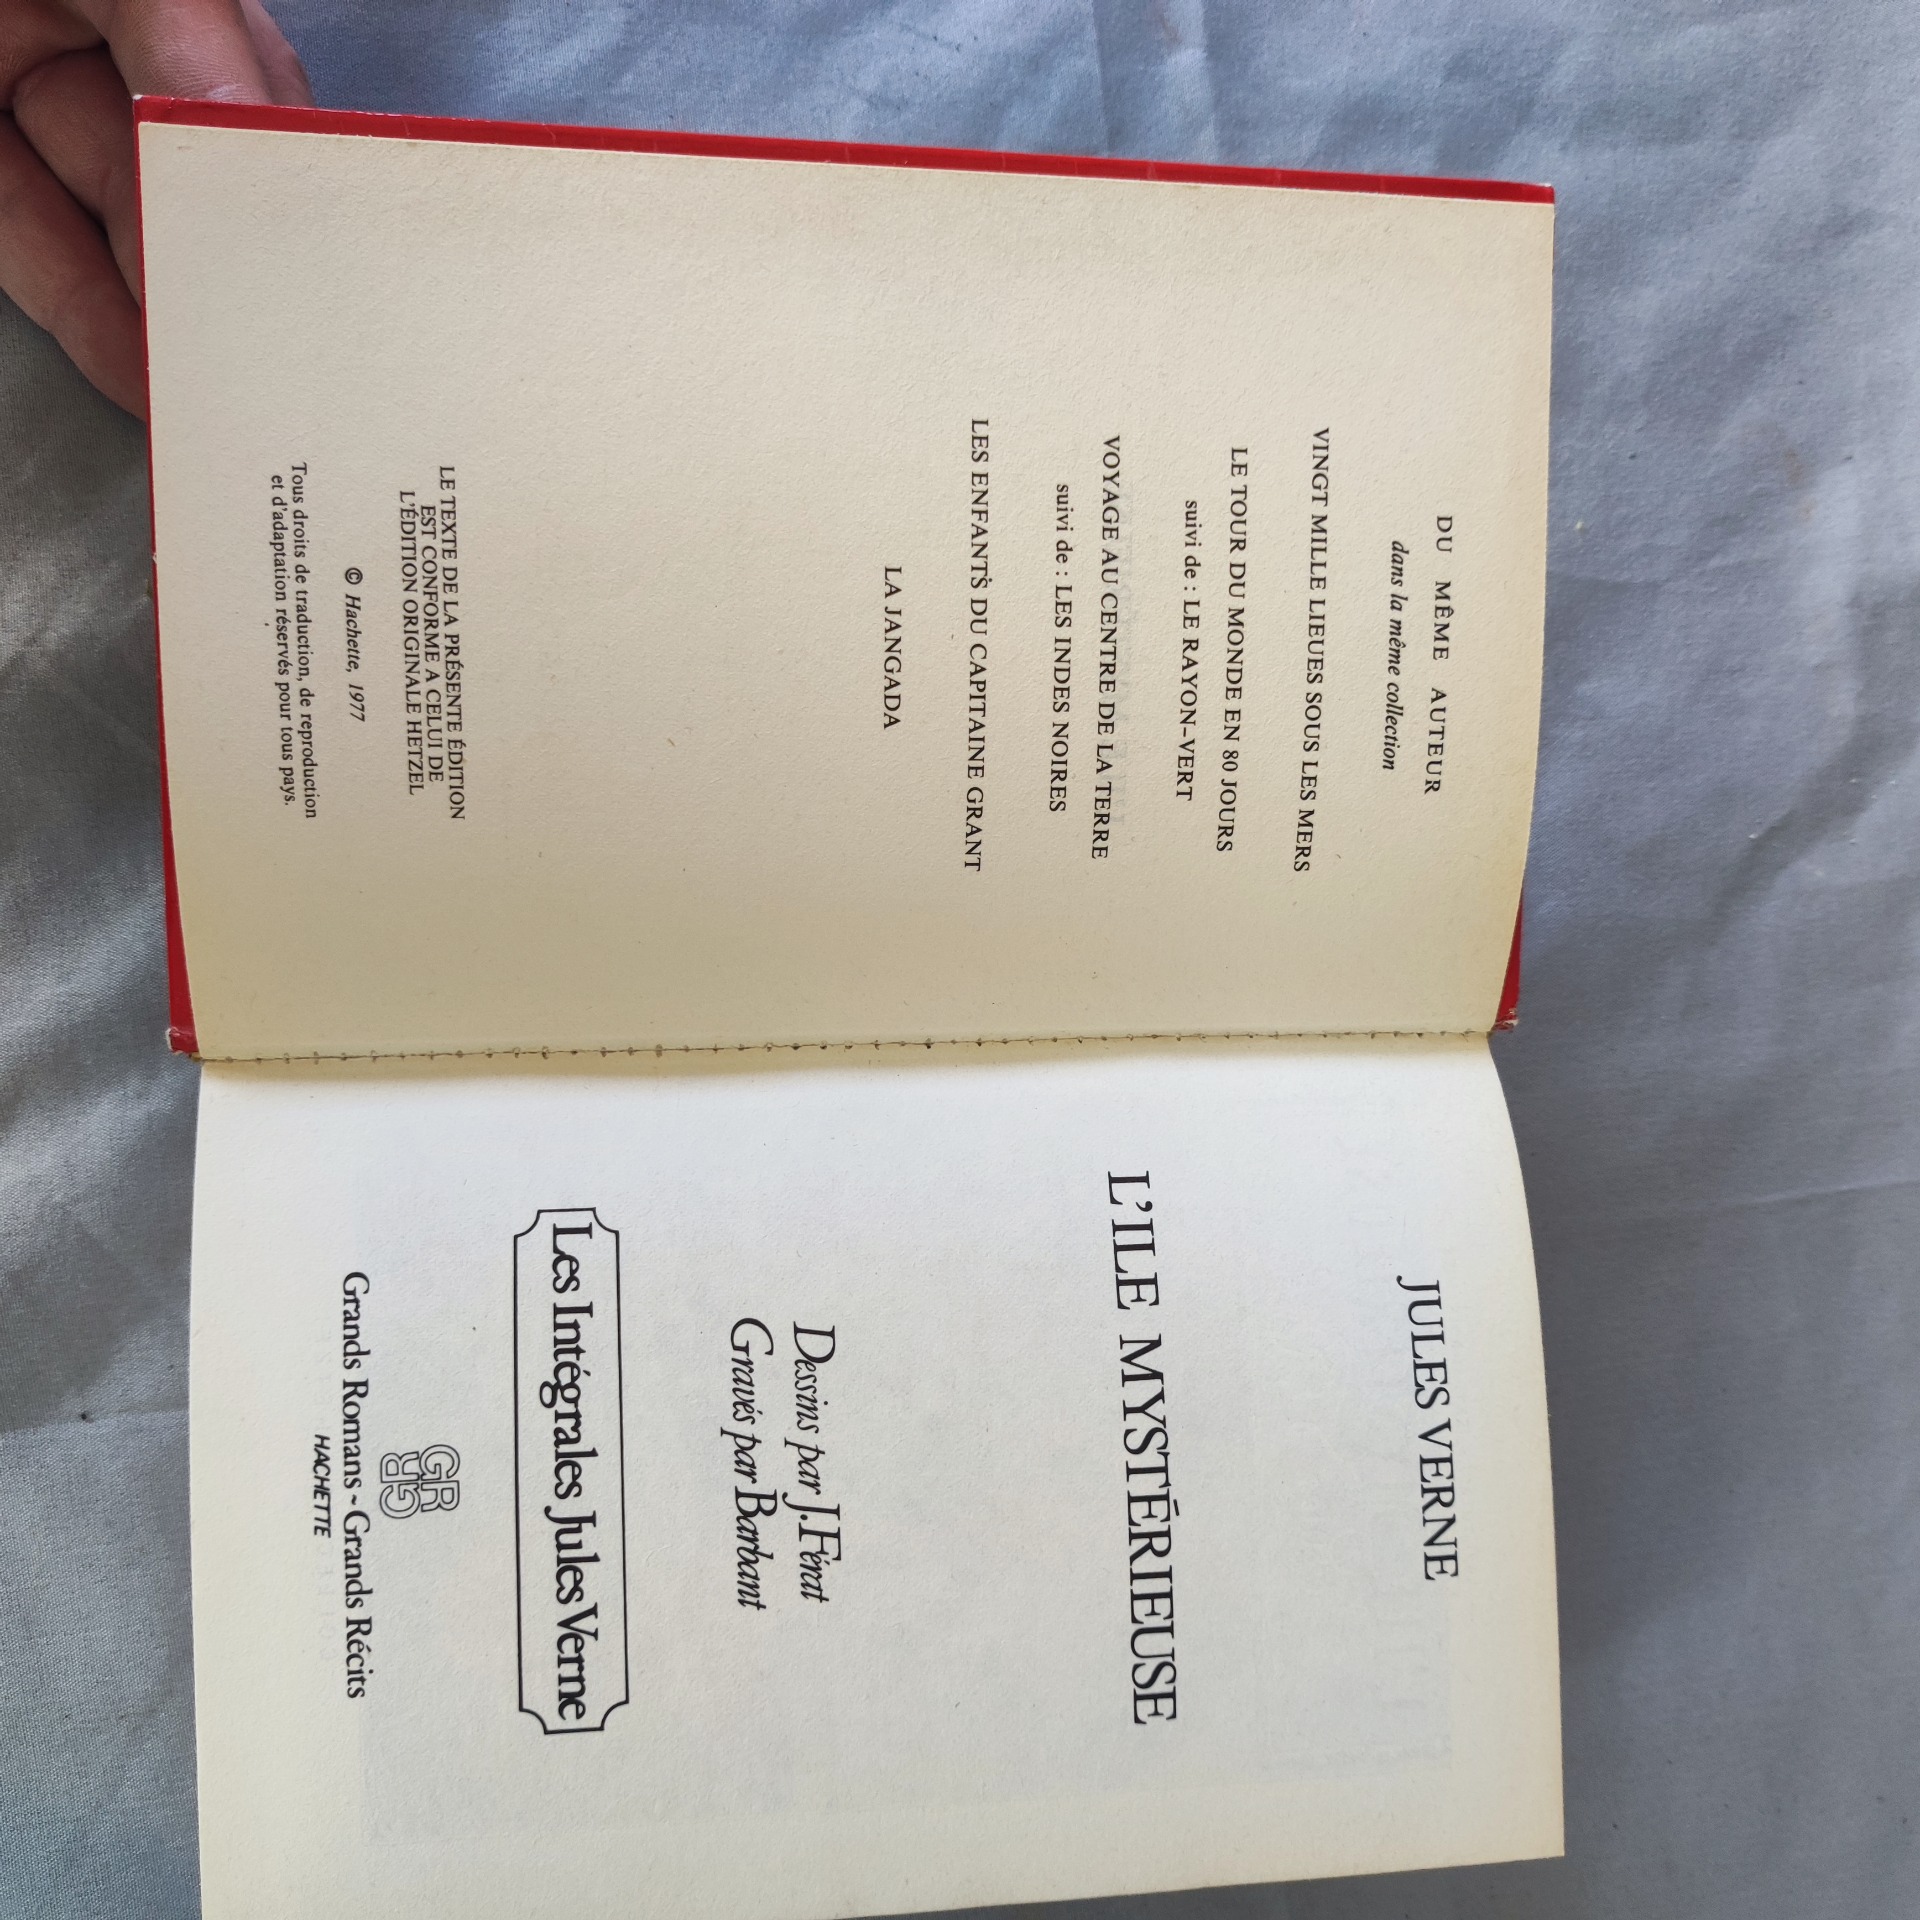 DU MÊME AUTEUR
dans la même collection
VINGT MILLE LIEUES SOUS LES MERS
LE TOUR DU MONDE EN 80 JOURS
suivi de : LE RAYON-VERT
VOYAGE AU CENTRE DE LA TERRE
suivi de : LES INDES NOIRES
LES ENFANTS DU CAPITAINE GRANT
LA JANGADA
LE TEXTE DE LA PRÉSENTE ÉDITION
EST CONFORME A CELUI DE
L'ÉDITION ORIGINALE HETZEL
© Hachette, 1977
Tous droits de traduction, de reproduction
et d'adaptation réservés pour tous pays.
JULES VERNE
L'ILE MYSTÉRIEUSE
Dessins par J.Férat
Gravés par Barbant
Les Intégrales Jules Verne
GR
GR
Grands Romans-Grands Récits
HACHETTE